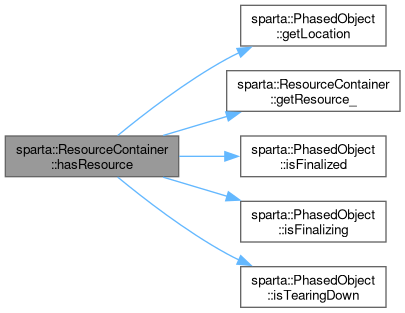 sparta::PhasedObject
::getLocation
sparta::ResourceContainer
::getResource_
sparta::ResourceContainer
::hasResource
sparta::PhasedObject
::isFinalized
sparta::PhasedObject
::isFinalizing
sparta::PhasedObject
::isTearingDown